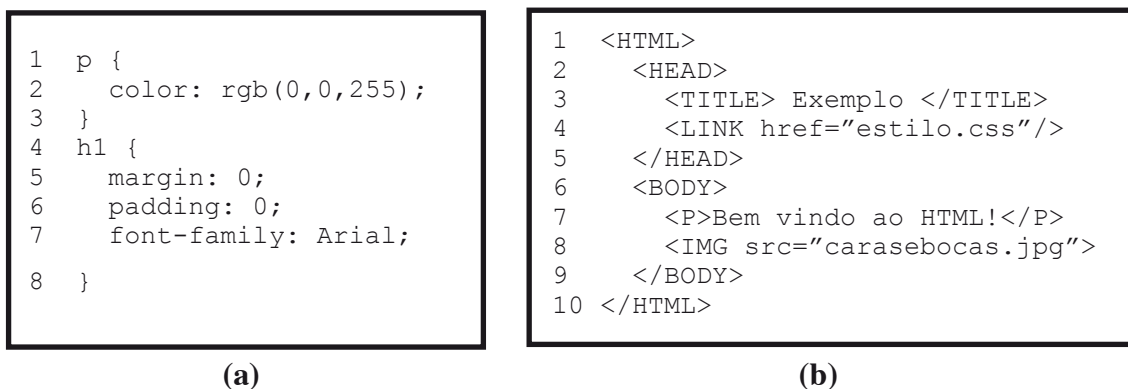 1 p {
2 color: rgb(0,0,255);
3 }
4 h1 {
5 margin: 0;
6 padding: 0;
7 font-family: Arial;
8 }
(a)
1 <HTML>
2 <HEAD>
3 <TITLE> Exemplo </TITLE>
4 <LINK href=”estilo.css”/>
5 </HEAD>
6 <BODY>
7 <P>Bem vindo ao HTML!</P>
8 <IMG src=”carasebocas.jpg”>
9 </BODY>
10 </HTML>
(b)